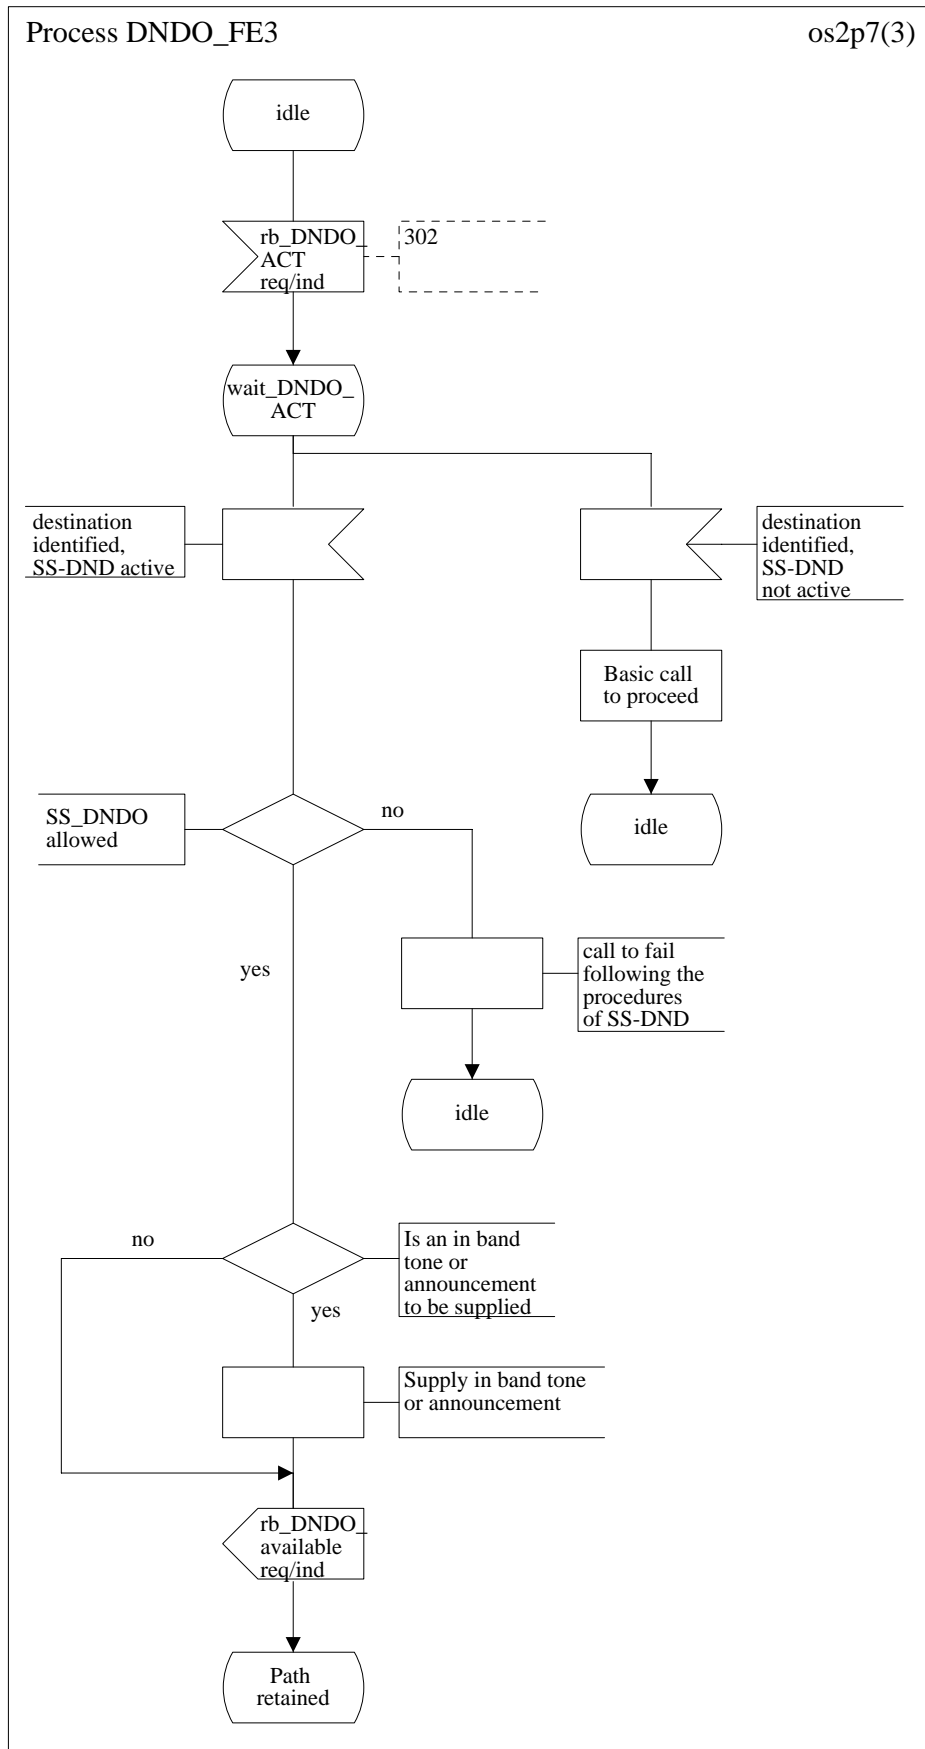 Process DNDO_FE3
os2p7(3)
idle
rb_DNDO_
ACT
req/ind
302
wait_DNDO_
ACT
destination
identified,
SS-DND active
destination
identified,
SS-DND
not active
Basic call
to proceed
idle
SS_DNDO
allowed
no
yes
call to fail
following the
procedures
of SS-DND
idle
no
Is an in band
tone or
announcement
to be supplied
yes
Supply in band tone
or announcement
rb_DNDO_
available
req/ind
Path
retained